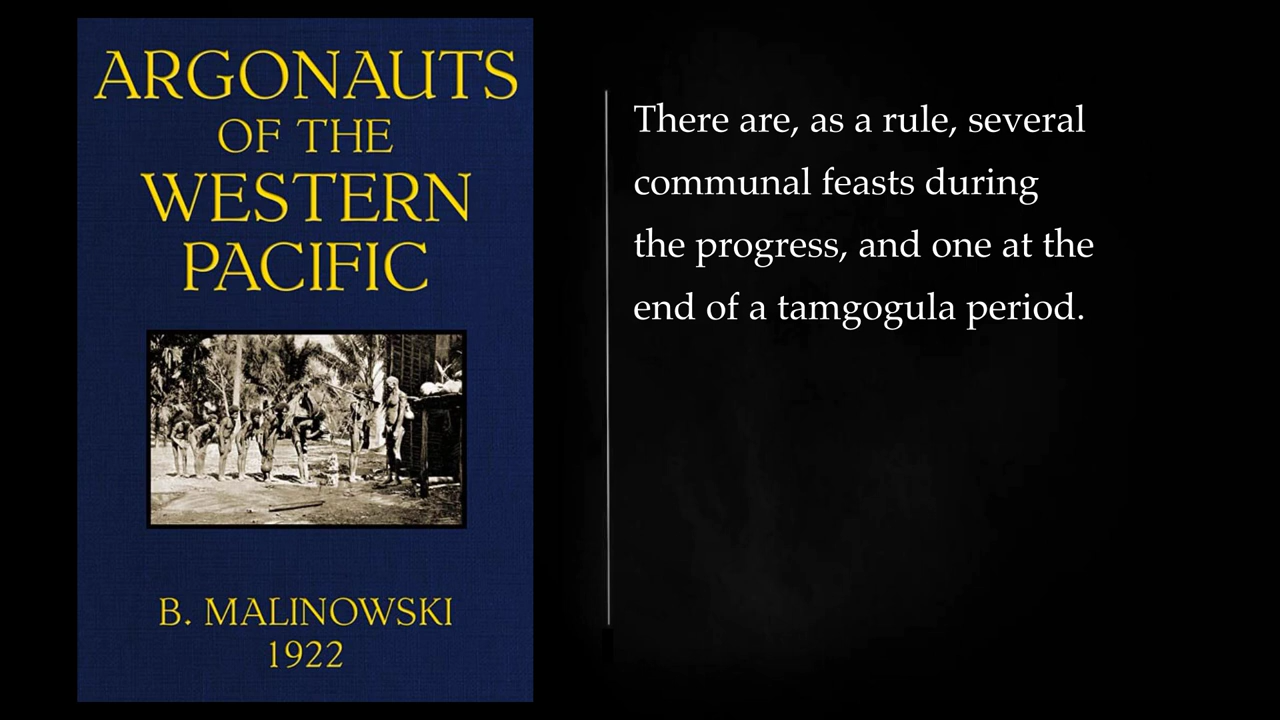 ARGONAUTS
OF THE
WESTERN
PACIFIC
B. MALINOWSKI
1922
There are, as a rule, several
communal feasts during
the progress, and one at the
end of a tamgogula period.